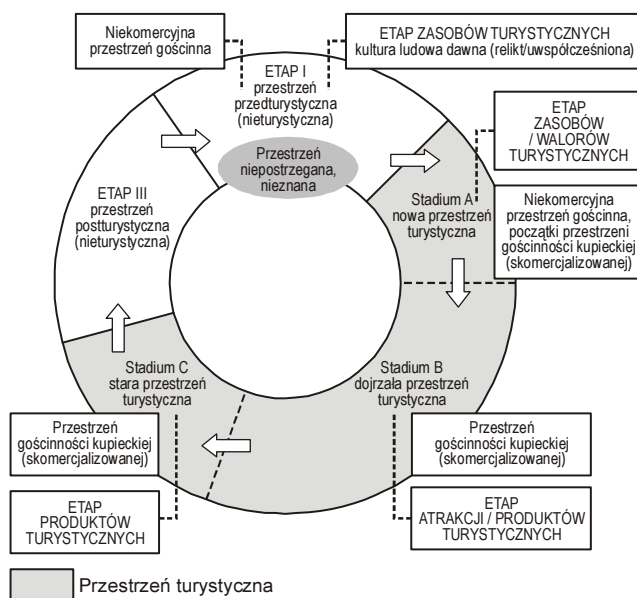 Niekomercyjna
przestrzeń gościnna
ETAP ZASOBÓW TURYSTYCZNYCH
kultura ludowa dawna (relikt/uwspółcześniona)
ETAP I
przestrzeń
przedturystyczna
(nieturystyczna)
Przestrzeń
niepostrzegana,
nieznana
ETAP
ZASOBÓW
/ WALORÓW
TURYSTYCZNYCH
ETAP III
przestrzeń
postturystyczna
(nieturystyczna)
Stadium A
nowa przestrzeń
turystyczna
Niekomercyjna
przestrzeń gościnna,
początki przestrzeni
gościnności kupieckiej
(skomercjalizowanej)
Stadium C
stara przestrzeń
turystyczna
Stadium B
dojrzała przestrzeń
turystyczna
Przestrzeń
gościnności kupieckiej
(skomercjalizowanej)
Przestrzeń
gościnności kupieckiej
(skomercjalizowanej)
ETAP
PRODUKTÓW
TURYSTYCZNYCH
ETAP
ATRAKCJI / PRODUKTÓW
TURYSTYCZNYCH
Przestrzeń turystyczna